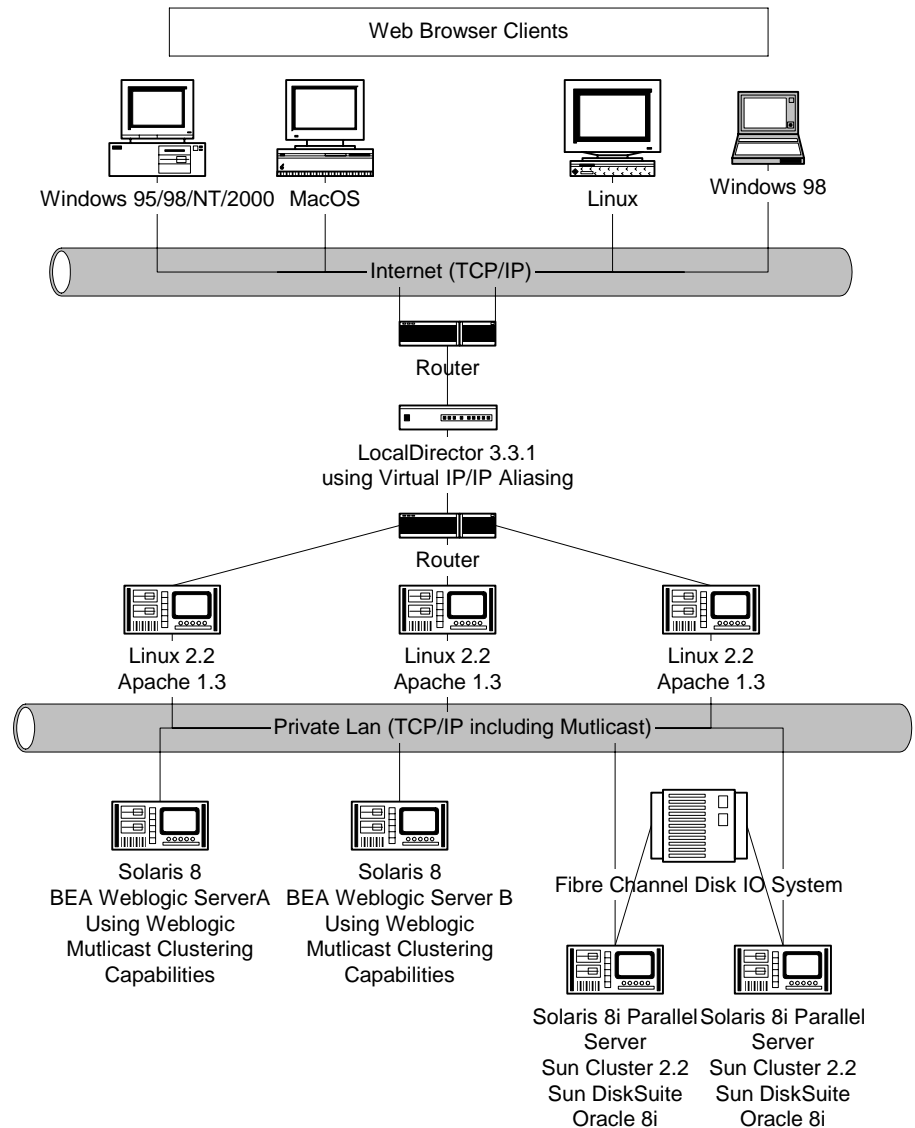 Web Browser Clients
Windows 95/98/NT/2000
MacOS
Linux
Windows 98
Internet (TCP/IP)
Router
LocalDirector 3.3.1
using Virtual IP/IP Aliasing
Router
Linux 2.2
Apache 1.3
Linux 2.2
Apache 1.3
Linux 2.2
Apache 1.3
Private Lan (TCP/IP including Mutlicast)
Solaris 8
BEA Weblogic ServerA
Using Weblogic
Mutlicast Clustering
Capabilities
Solaris 8
BEA Weblogic Server B
Using Weblogic
Mutlicast Clustering
Capabilities
Fibre Channel Disk IO System
Solaris 8i Parallel
Server
Sun Cluster 2.2
Sun DiskSuite
Oracle 8i
Solaris 8i Parallel
Server
Sun Cluster 2.2
Sun DiskSuite
Oracle 8i